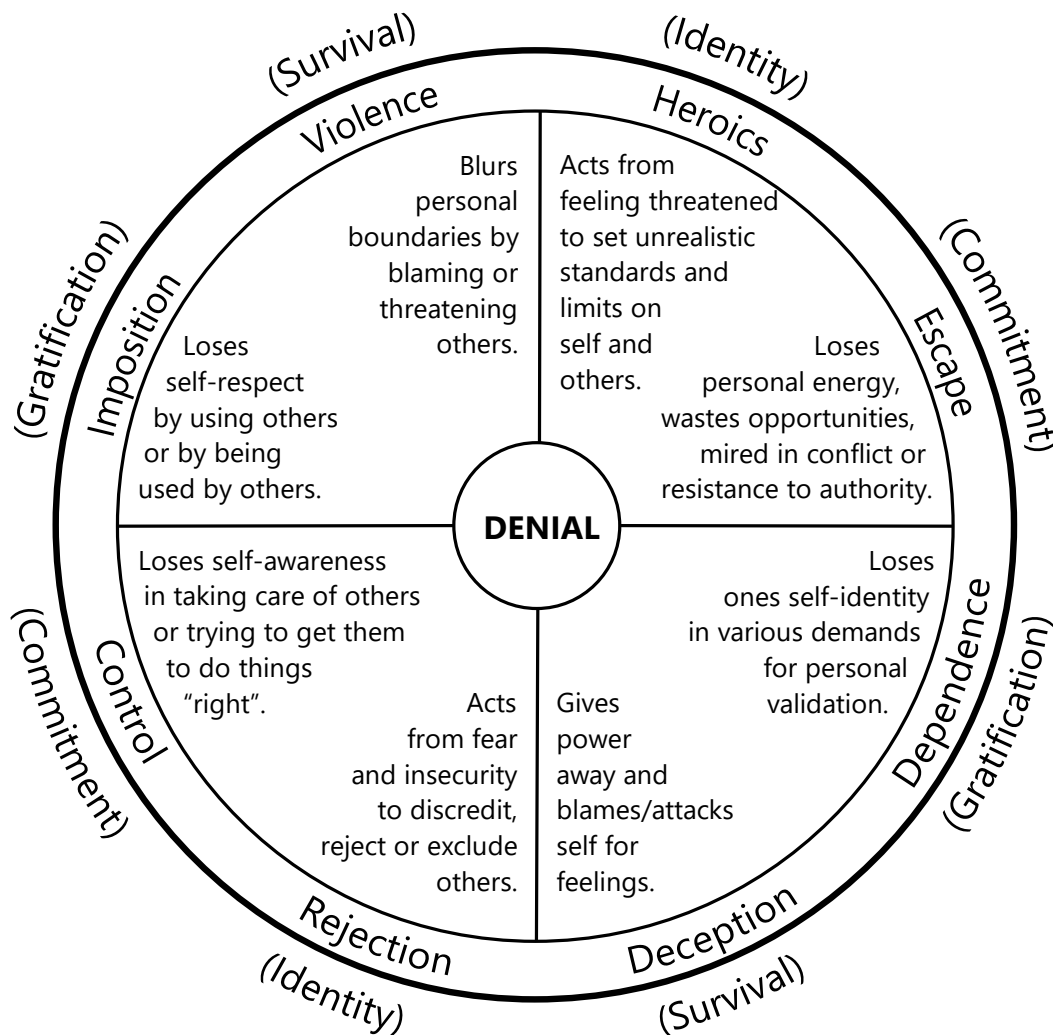 (Survival)
(Identity)
Violence
Heroics
(Gratification)
(Commitment)
Imposition
Escape
Blurs
personal
boundaries by
blaming or
threatening
others.
Acts from
feeling threatened
to set unrealistic
standards and
limits on
self and
others.
Loses
self-respect
by using others
or by being
used by others.
Loses
personal energy,
wastes opportunities,
mired in conflict or
resistance to authority.
DENIAL
Loses self-awareness
in taking care of others
or trying to get them
to do things
“right”.
Loses
ones self-identity
in various demands
for personal
validation.
Acts
from fear
and insecurity
to discredit,
reject or exclude
others.
Gives
power
away and
blames/attacks
self for
feelings.
Control
Dependence
(Commitment)
(Gratification)
Rejection
Deception
(Identity)
(Survival)